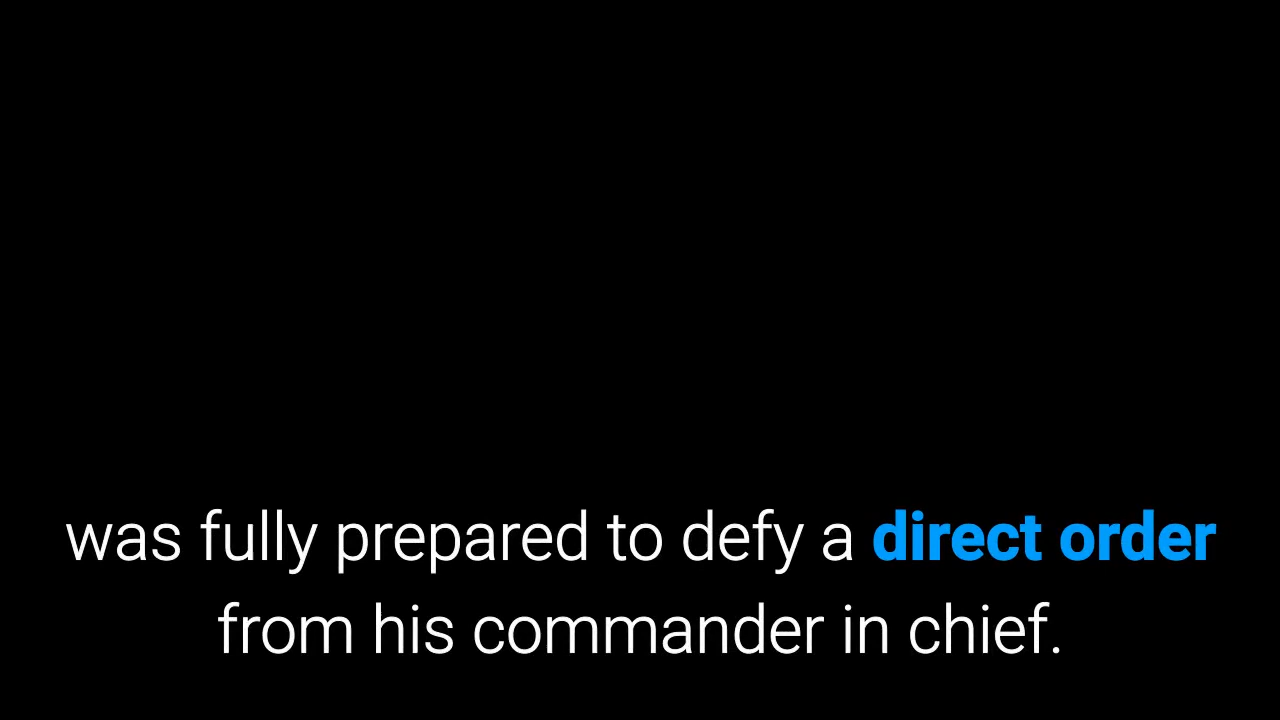 was fully prepared to defy a direct order
from his commander in chief.